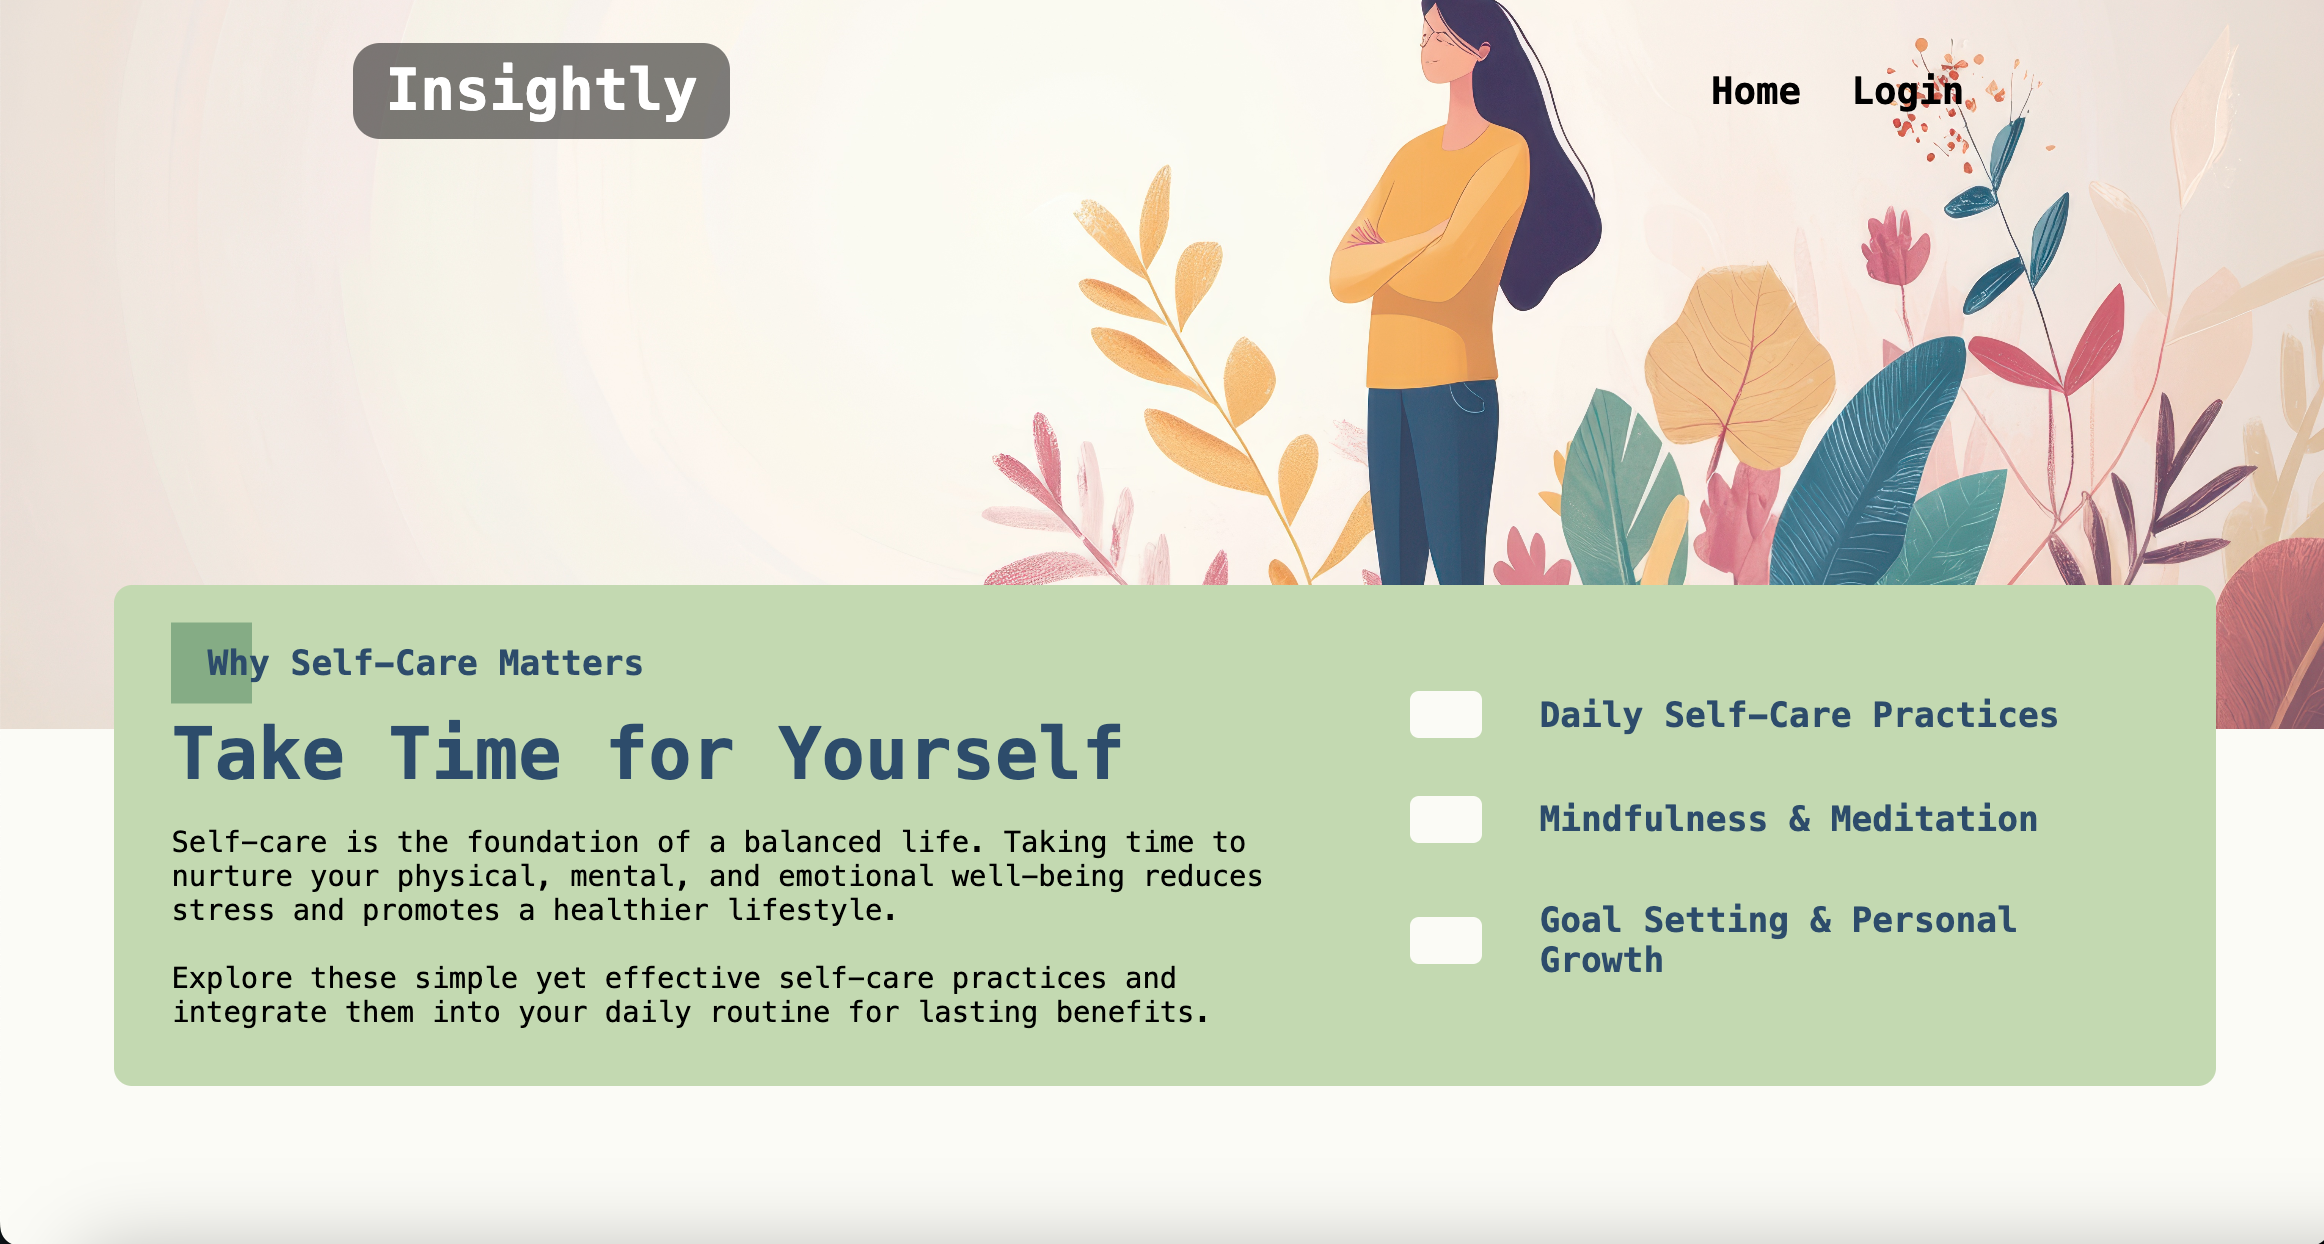 Insightly
Home Login
Why Self-Care Matters
Take Time for Yourself
Self-care is the foundation of a balanced life. Taking time to
nurture your physical, mental, and emotional well-being reduces
stress and promotes a healthier lifestyle.
Explore these simple yet effective self-care practices and
integrate them into your daily routine for lasting benefits.
Daily Self-Care Practices
Mindfulness & Meditation
Goal Setting & Personal
Growth